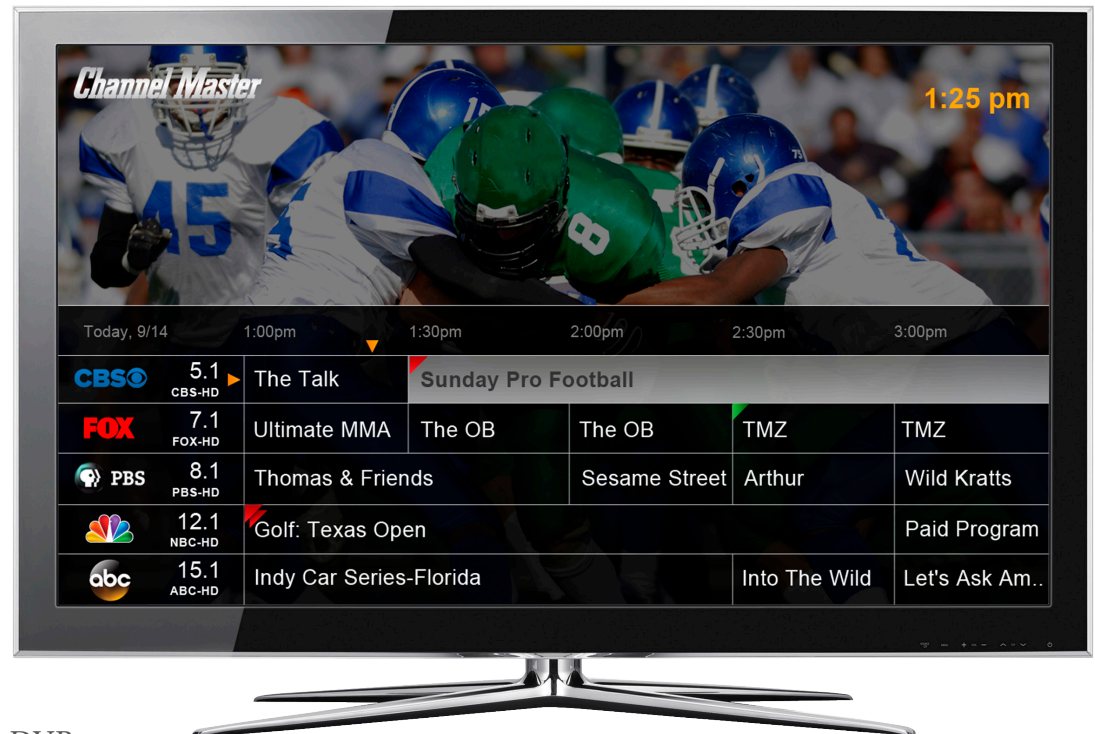 Channel Master
1:25 pm
45
15
8
75
Today, 9/14 1:00pm 1:30pm 2:00pm 2:30pm 3:00pm
CBS 5.1 CBS-HD The Talk Sunday Pro Football
FOX 7.1 FOX-HD Ultimate MMA The OB The OB TMZ TMZ
PBS 8.1 PBS-HD Thomas & Friends Sesame Street Arthur Wild Kratts
12.1 NBC-HD Golf: Texas Open Paid Program
abc 15.1 ABC-HD Indy Car Series-Florida Into The Wild Let's Ask Am..